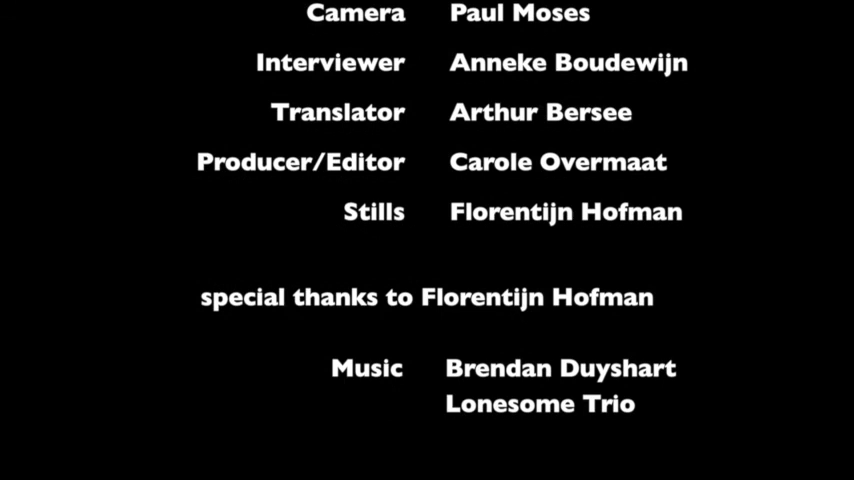 Camera Paul Moses
Interviewer Anneke Boudewijn
Translator Arthur Bersee
Producer/Editor Carole Overmaat
Stills Florentijn Hofman
special thanks to Florentijn Hofman
Music Brendan Duyshart
Lonesome Trio